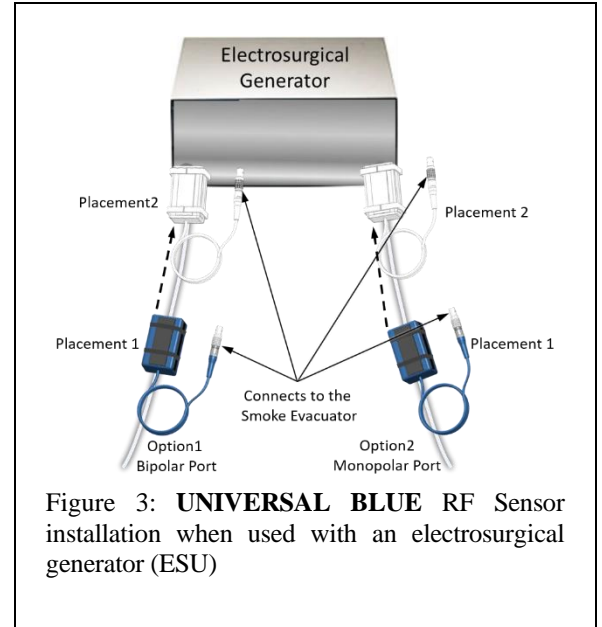 Electrosurgical
Generator
Placement2
Placement 2
Placement 1
Placement 1
Connects to the
Smoke Evacuator
Option1
Bipolar Port
Option2
Monopolar Port
Figure 3: UNIVERSAL BLUE RF Sensor
installation when used with an electrosurgical
generator (ESU)